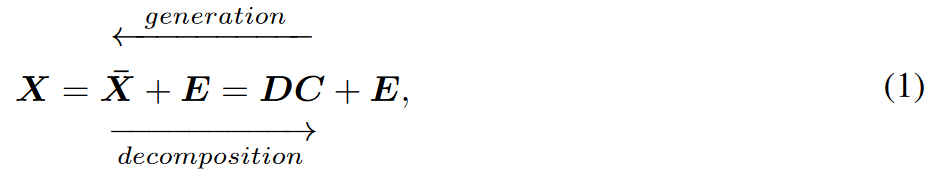 generation
X = X̄ + E = DC + E, (1)
decomposition